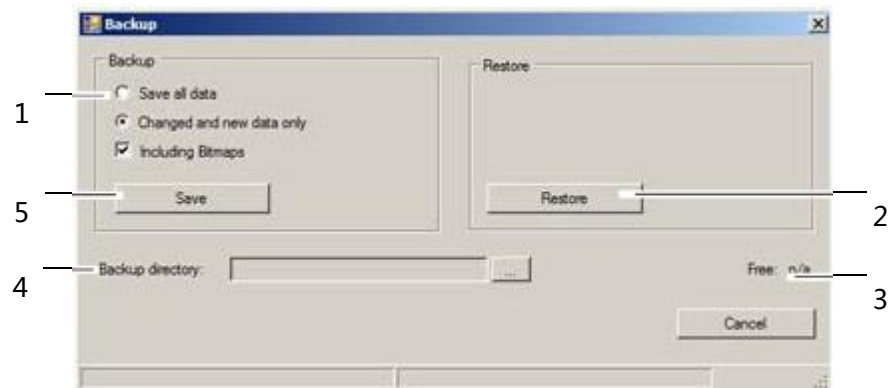 Backup
Backup
Restore
1
Save all data
Changed and new data only
Including Bitmaps
5
Save
Restore
2
4
Backup directory:
...
Free: n/a
3
Cancel